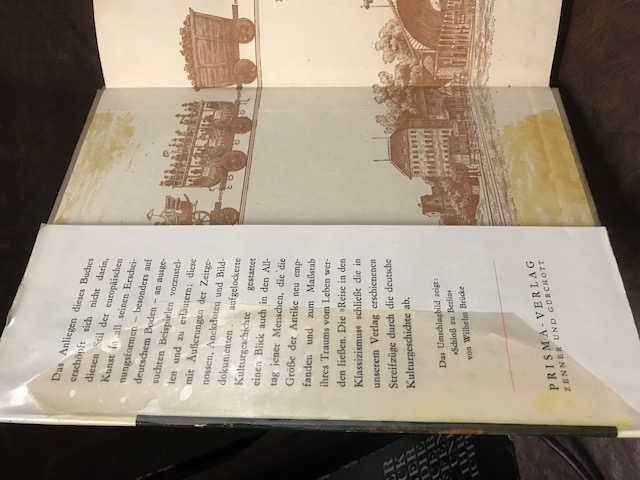 Das Anliegen dieses Buches
erschöpft sich nicht darin,
diesen Stil der europäischen
Kunst in all seinen Erschei-
nungsformen – besonders auf
deutschem Boden – an ausge-
suchten Beispielen vorzustel-
len und zu erläutern; diese
mit Äußerungen der Zeitge-
nossen, Anekdoten und Bild-
dokumenten aufgelockerte
Kulturgeschichte gestattet
einen Blick auch in den All-
tag jener Menschen, die die
Größe der Antike neu emp-
fanden und zum Maßstab
ihres Traums vom Leben wer-
den ließen. Die »Reise in den
Klassizismus« schließt die in
unserem Verlag erschienenen
Streifzüge durch die deutsche
Kulturgeschichte ab.
Das Umschlagbild zeigt:
»Schloß zu Berlin«
von Wilhelm Brücke
PRISMA-VERLAG
ZENNER UND GÜRCHOTT